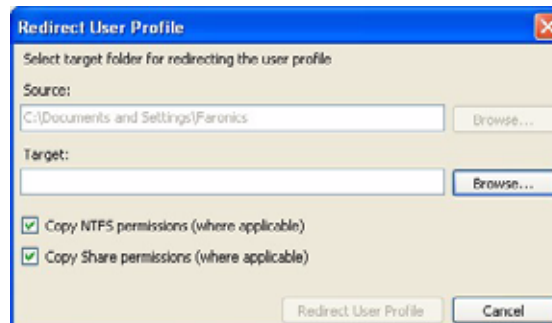 Redirect User Profile
Select target folder for redirecting the user profile
Source:
C:\Documents and Settings\Faronics
Browse...
Target:
Browse...
Copy NTFS permissions (where applicable)
Copy Share permissions (where applicable)
Redirect User Profile
Cancel